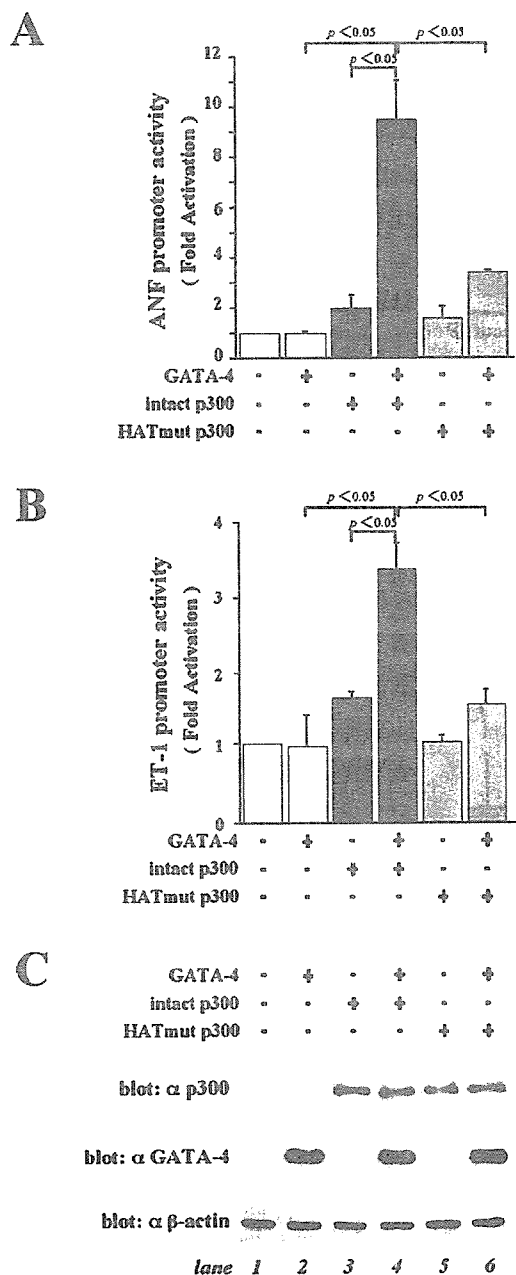 A
p <0.05 p <0.05
p <0.05
ANF promoter activity
( Fold Activation )
12
10
8
6
4
2
0
GATA-4 - + - + - +
intact p300 - - + + - -
HATmut p300 - - - - + +
B
p <0.05 p <0.05
p <0.05
ET-1 promoter activity
( Fold Activation )
4
3
2
1
0
GATA-4 - + - + - +
intact p300 - - + + - -
HATmut p300 - - - - + +
C
GATA-4 - + - + - +
intact p300 - - + + - -
HATmut p300 - - - - + +
blot: α p300
blot: α GATA-4
blot: α β-actin
lane 1 2 3 4 5 6